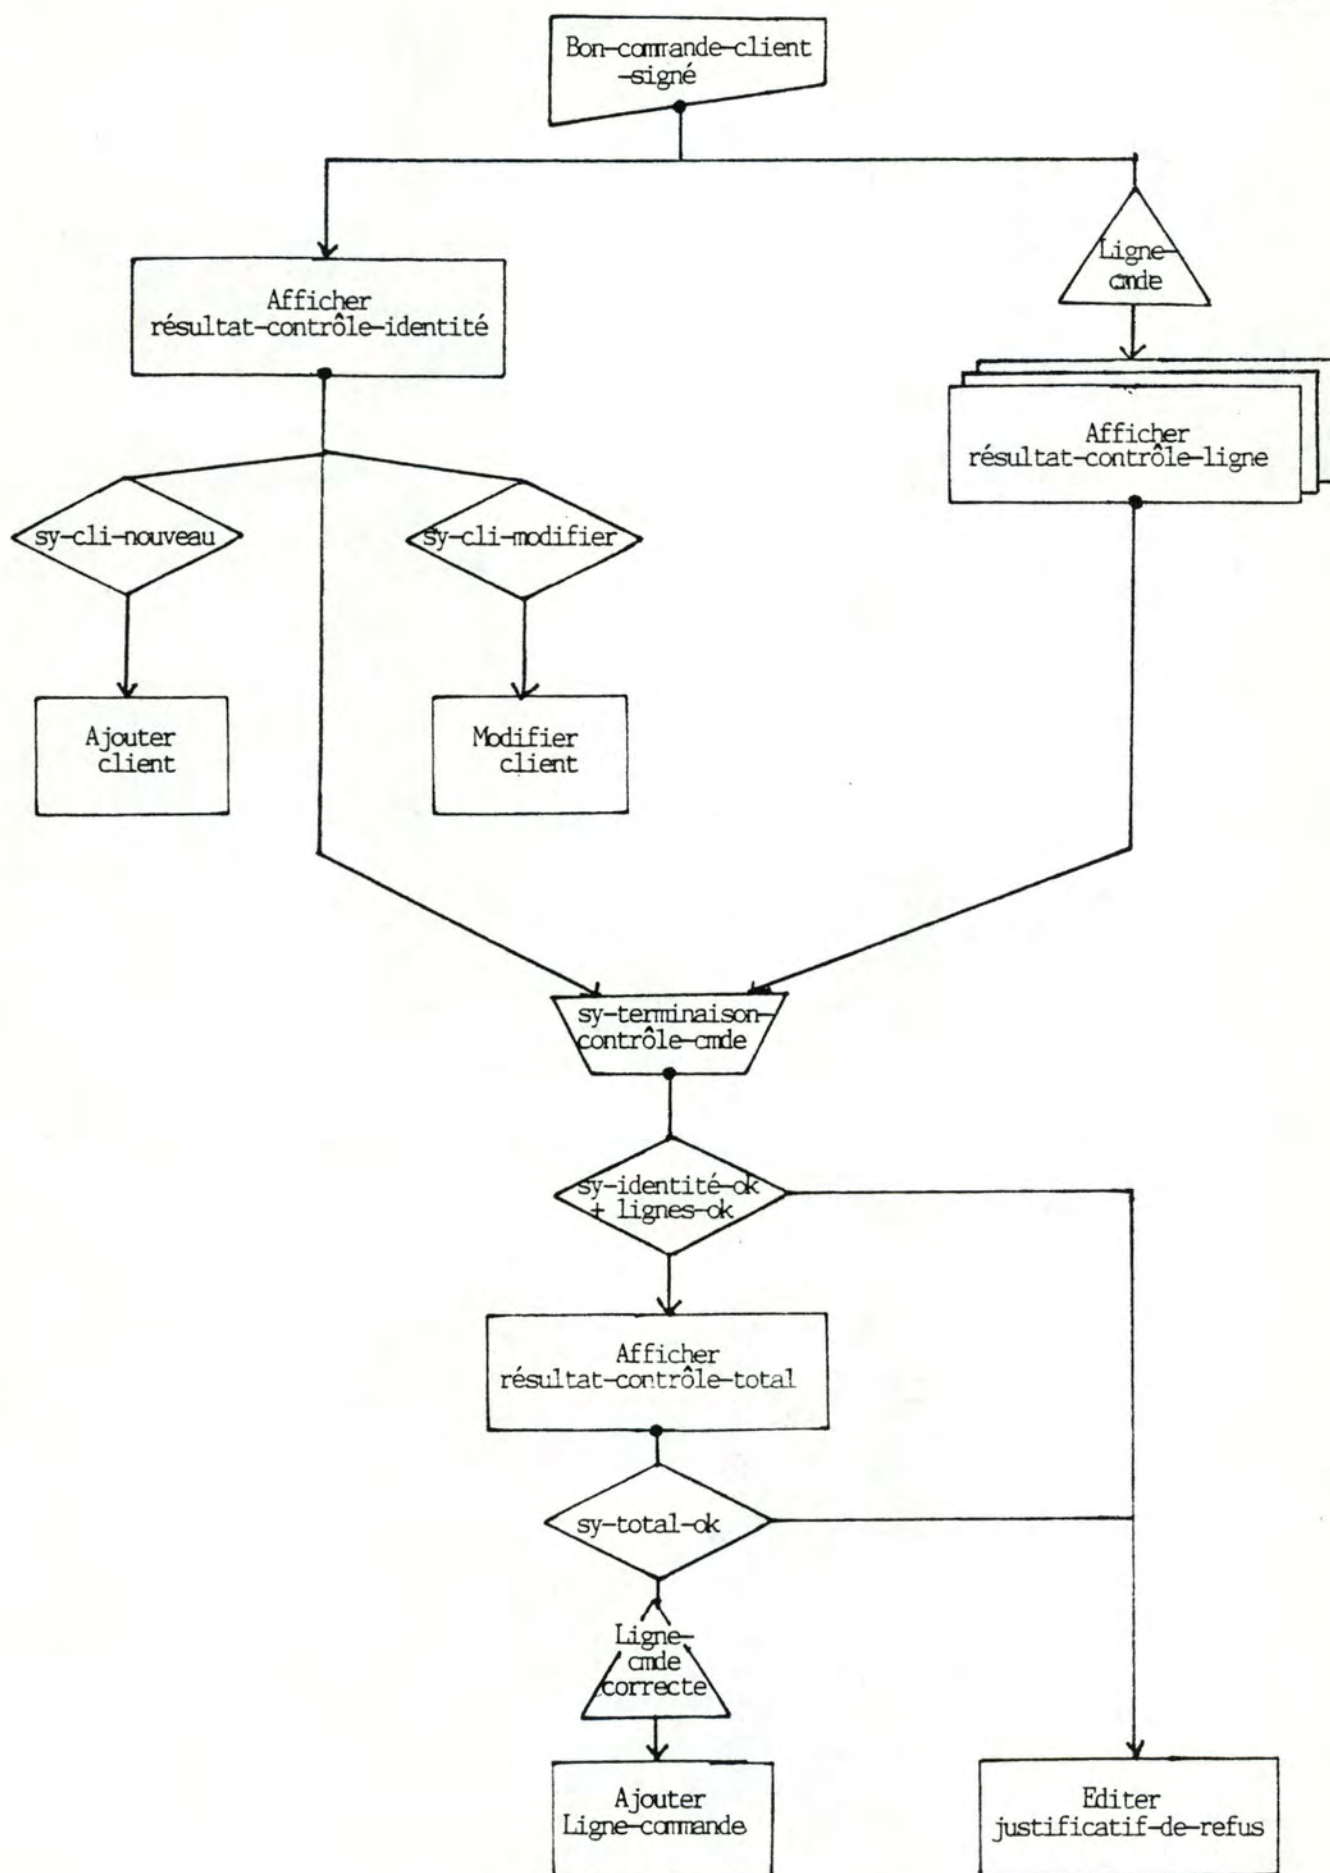 Bon-commande-client
-signé
Ligne-
cmde
Afficher
résultat-contrôle-identité
Afficher
résultat-contrôle-ligne
sy-cli-nouveau
sy-cli-modifier
Ajouter
client
Modifier
client
sy-terminaison-
contrôle-cmde
sy-identité-ok
+ lignes-ok
Afficher
résultat-contrôle-total
sy-total-ok
Ligne-
cmde
correcte
Ajouter
Ligne-commande
Editer
justificatif-de-refus